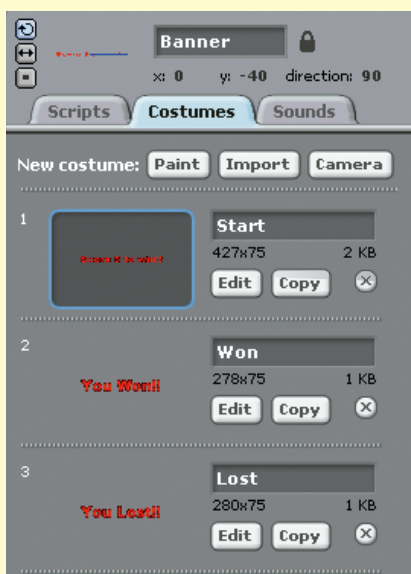 Banner
x: 0 y: -40 direction: 90
Scripts Costumes Sounds
New costume: Paint Import Camera
1
Start
427x75 2 KB
Edit Copy
2
Won
You Won!!
278x75 1 KB
Edit Copy
3
Lost
You Lost!!
280x75 1 KB
Edit Copy